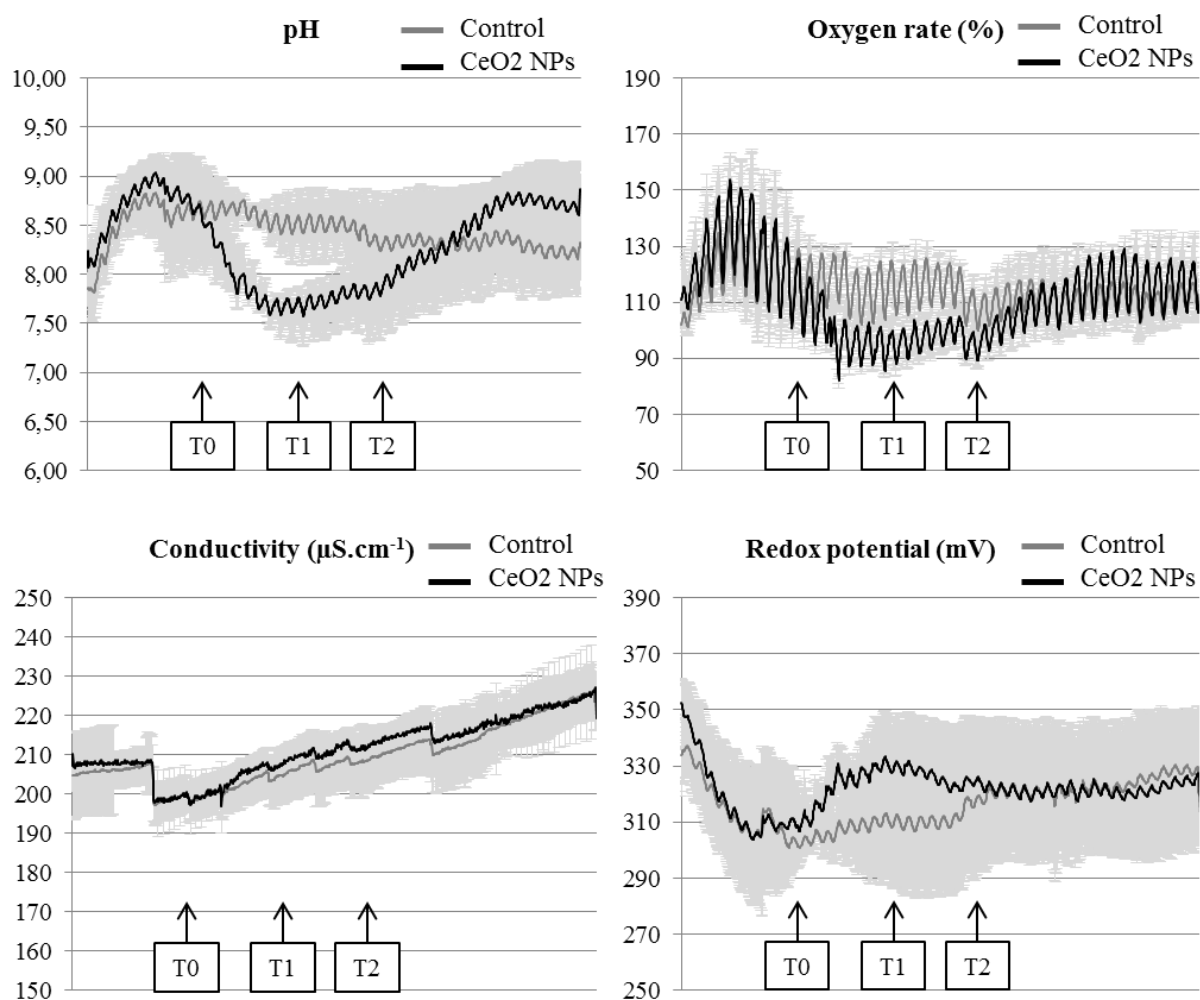 pH
Control
CeO2 NPs
10,00
9,50
9,00
8,50
8,00
7,50
7,00
6,50
6,00
T0
T1
T2
Oxygen rate (%)
Control
CeO2 NPs
190
170
150
130
110
90
70
50
T0
T1
T2
Conductivity (µS.cm⁻¹)
Control
CeO2 NPs
250
240
230
220
210
200
190
180
170
160
150
T0
T1
T2
Redox potential (mV)
Control
CeO2 NPs
390
370
350
330
310
290
270
250
T0
T1
T2